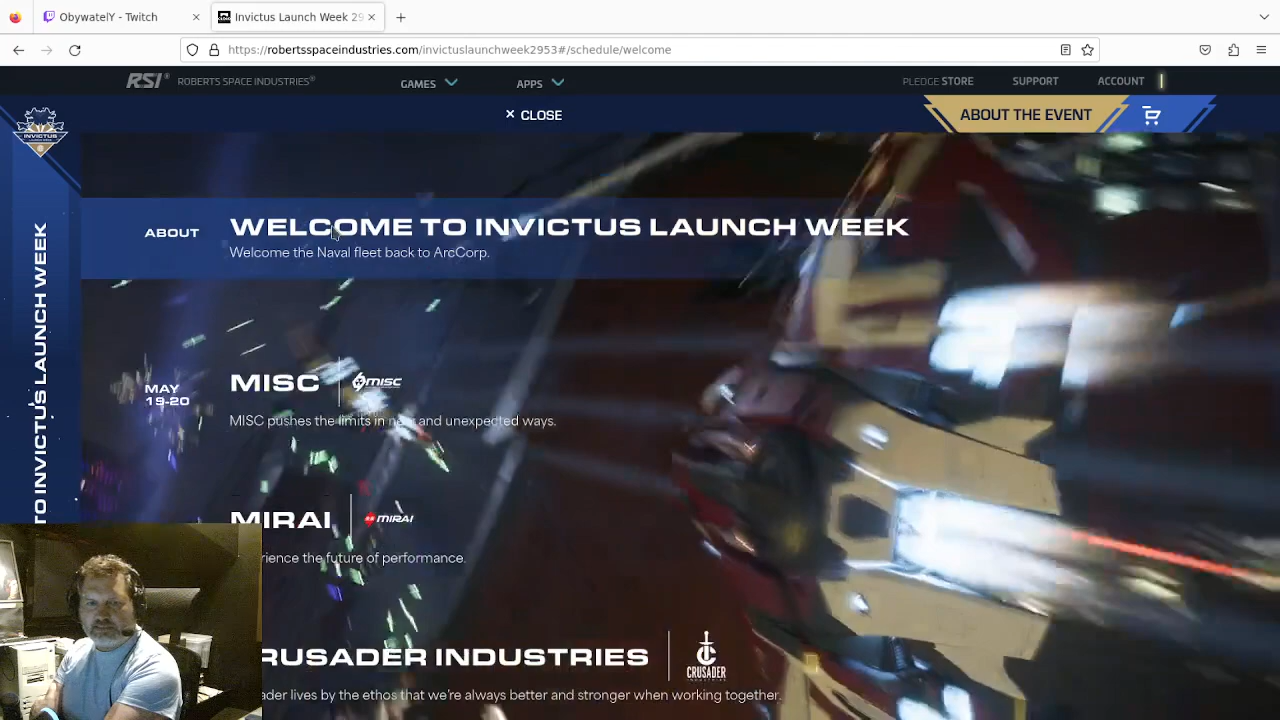 ObywatelY - Twitch
Invictus Launch Week 29
https://robertsspaceindustries.com/invictuslaunchweek2953#/schedule/welcome
RSI ROBERTS SPACE INDUSTRIES®
GAMES
APPS
PLEDGE STORE
SUPPORT
ACCOUNT
INVICTUS
× CLOSE
ABOUT THE EVENT
TO INVICTUS LAUNCH WEEK
ABOUT
WELCOME TO INVICTUS LAUNCH WEEK
Welcome the Naval fleet back to ArcCorp.
MAY
19-20
MISC
MISC
MISC pushes the limits in new and unexpected ways.
MIRAI
MIRAI
rience the future of performance.
RUSADER INDUSTRIES
CRUSADER
ader lives by the ethos that we're always better and stronger when working together.